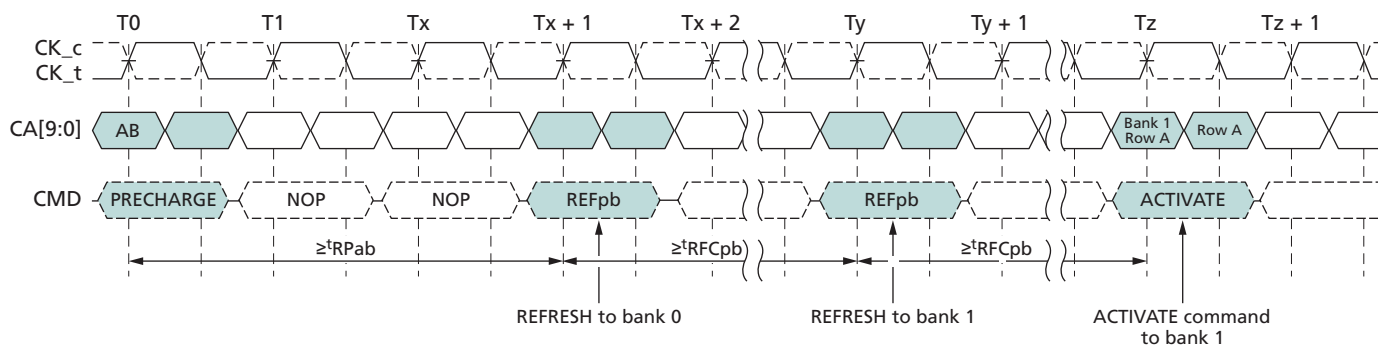 T0 T1 Tx Tx + 1 Tx + 2 Ty Ty + 1 Tz Tz + 1
CK_c
CK_t
CA[9:0] AB Bank 1 Row A Row A
CMD PRECHARGE NOP NOP REFpb REFpb ACTIVATE
≥tRPab ≥tRFCpb ≥tRFCpb
REFRESH to bank 0 REFRESH to bank 1 ACTIVATE command
to bank 1